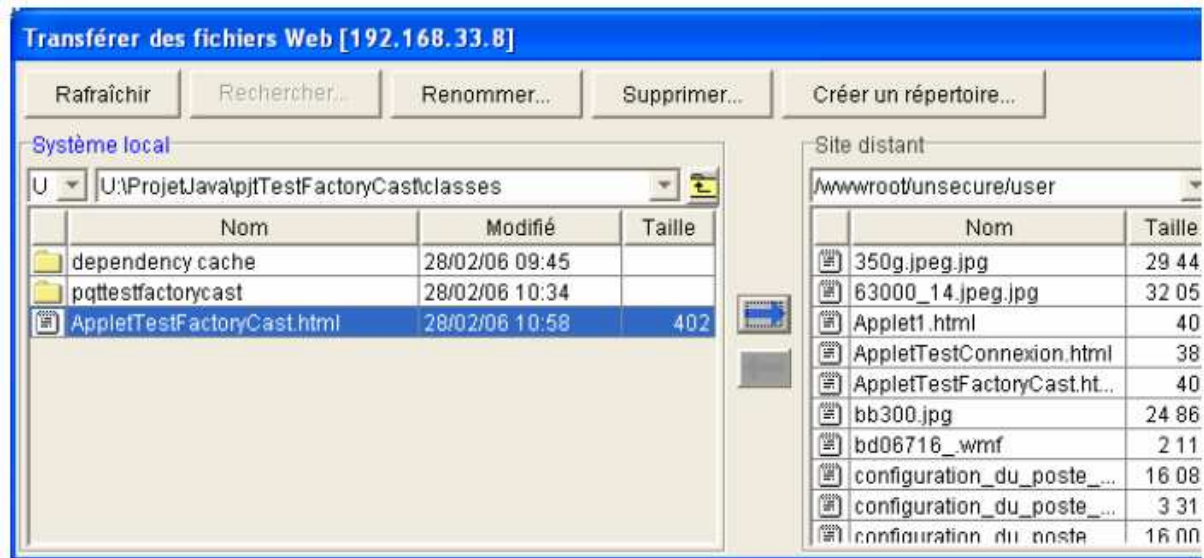 Transférer des fichiers Web [192.168.33.8]
Rafraîchir Rechercher... Renommer... Supprimer... Créer un répertoire...
Système local
U U:\ProjetJava\pjtTestFactoryCast\classes
Nom Modifié Taille
dependency cache 28/02/06 09:45
pqttestfactorycast 28/02/06 10:34
AppletTestFactoryCast.html 28/02/06 10:58 402
Site distant
/wwwroot/unsecure/user
Nom Taille
350g.jpeg.jpg 29 44
63000_14.jpeg.jpg 32 05
Applet1.html 40
AppletTestConnexion.html 38
AppletTestFactoryCast.ht... 40
bb300.jpg 24 86
bd06716_.wmf 2 11
configuration_du_poste_... 16 08
configuration_du_poste_... 3 31
configuration_du_poste 16 00